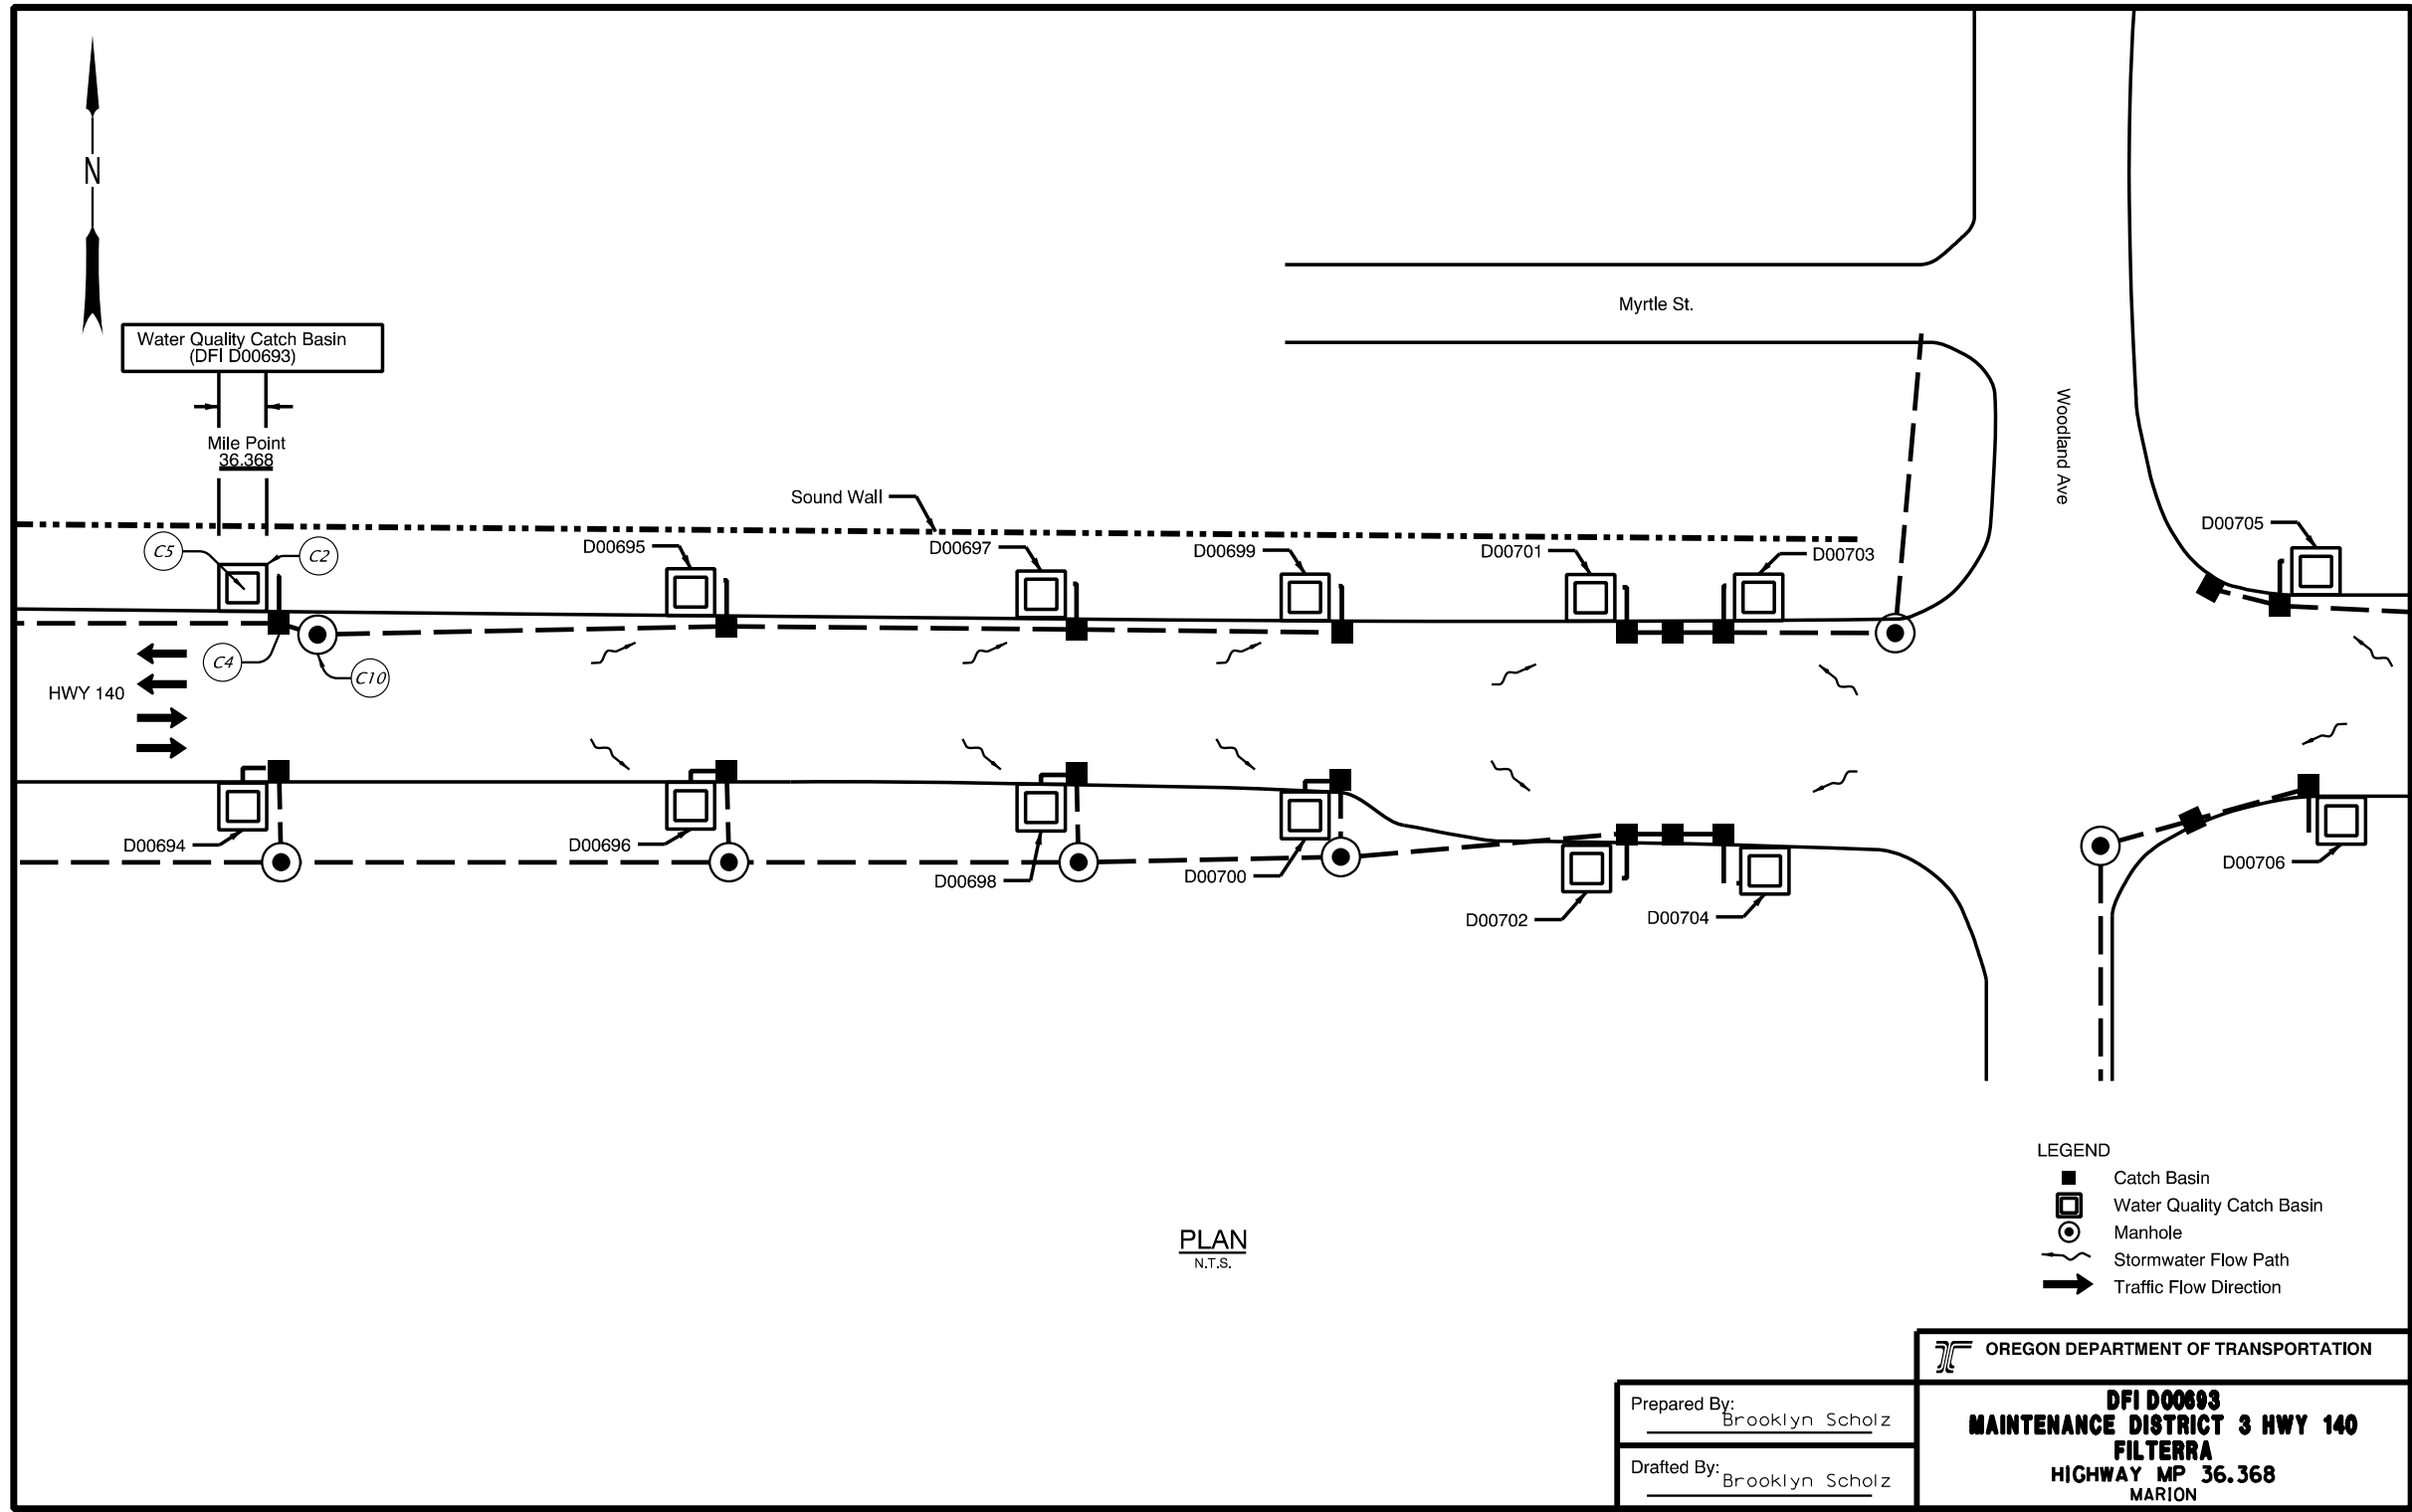 N
Myrtle St.
Water Quality Catch Basin
(DFI D00693)
Woodland Ave
Mile Point
36.368
Sound Wall
D00705
C5
C2
D00695
D00697
D00699
D00701
D00703
C4
C10
HWY 140
D00694
D00696
D00698
D00700
D00702
D00704
D00706
LEGEND
Catch Basin
Water Quality Catch Basin
Manhole
Stormwater Flow Path
Traffic Flow Direction
PLAN
N.T.S.
OREGON DEPARTMENT OF TRANSPORTATION
Prepared By:
Brooklyn Scholz
Drafted By:
Brooklyn Scholz
DFI D00693
MAINTENANCE DISTRICT 3 HWY 140
FILTERRA
HIGHWAY MP 36.368
MARION